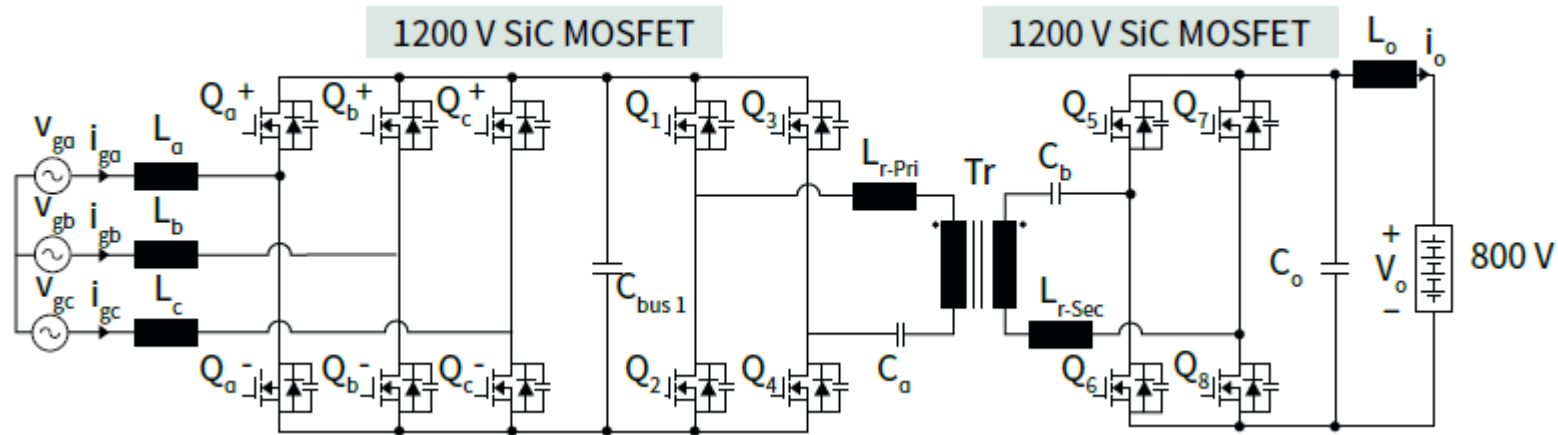 1200 V SiC MOSFET
1200 V SiC MOSFET
Lo
io
Qa+
Qb+
Qc+
Q1
Q3
Q5
Q7
vga
iga
La
Lr-Pri
Tr
Cb
vgb
igb
Lb
vgc
igc
Lc
Cbus 1
Lr-Sec
Co
+
Vo
−
800 V
Qa-
Qb-
Qc-
Q2
Q4
Ca
Q6
Q8